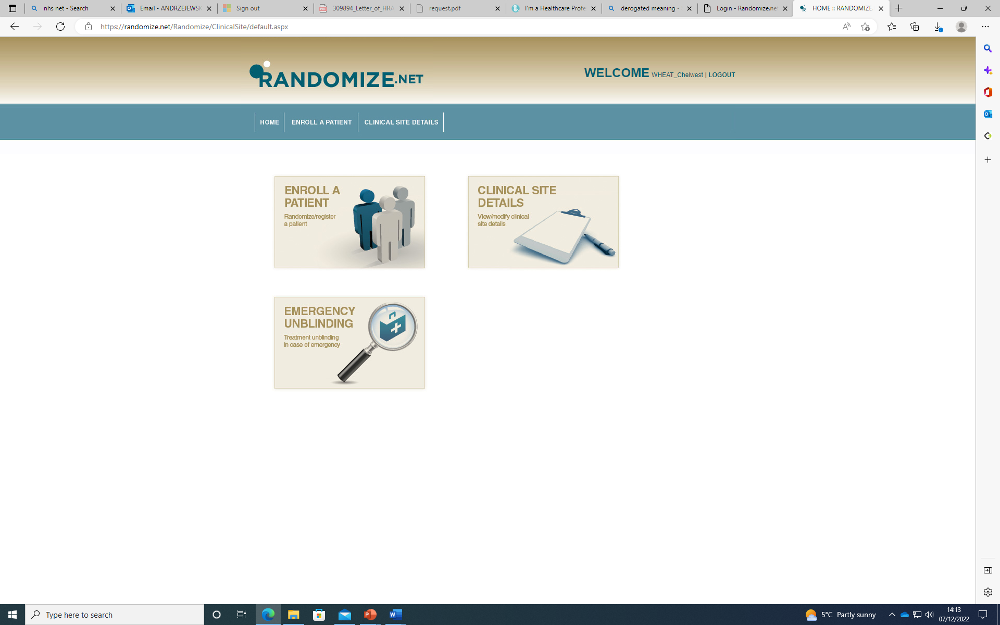 nhs net - Search
Email - ANDRZEJEWSK
Sign out
309894_Letter_of_HRA
request.pdf
I'm a Healthcare Profe
derogated meaning -
Login - Randomize.ne
HOME :: RANDOMIZE.
https://randomize.net/Randomize/ClinicalSite/default.aspx
RANDOMIZE.NET
WELCOME WHEAT_Chelwest | LOGOUT
HOME
ENROLL A PATIENT
CLINICAL SITE DETAILS
ENROLL A
PATIENT
Randomize/register
a patient
CLINICAL SITE
DETAILS
View/modify clinical
site details
EMERGENCY
UNBLINDING
Treatment unblinding
in case of emergency
Type here to search
5°C Partly sunny
14:13
07/12/2022